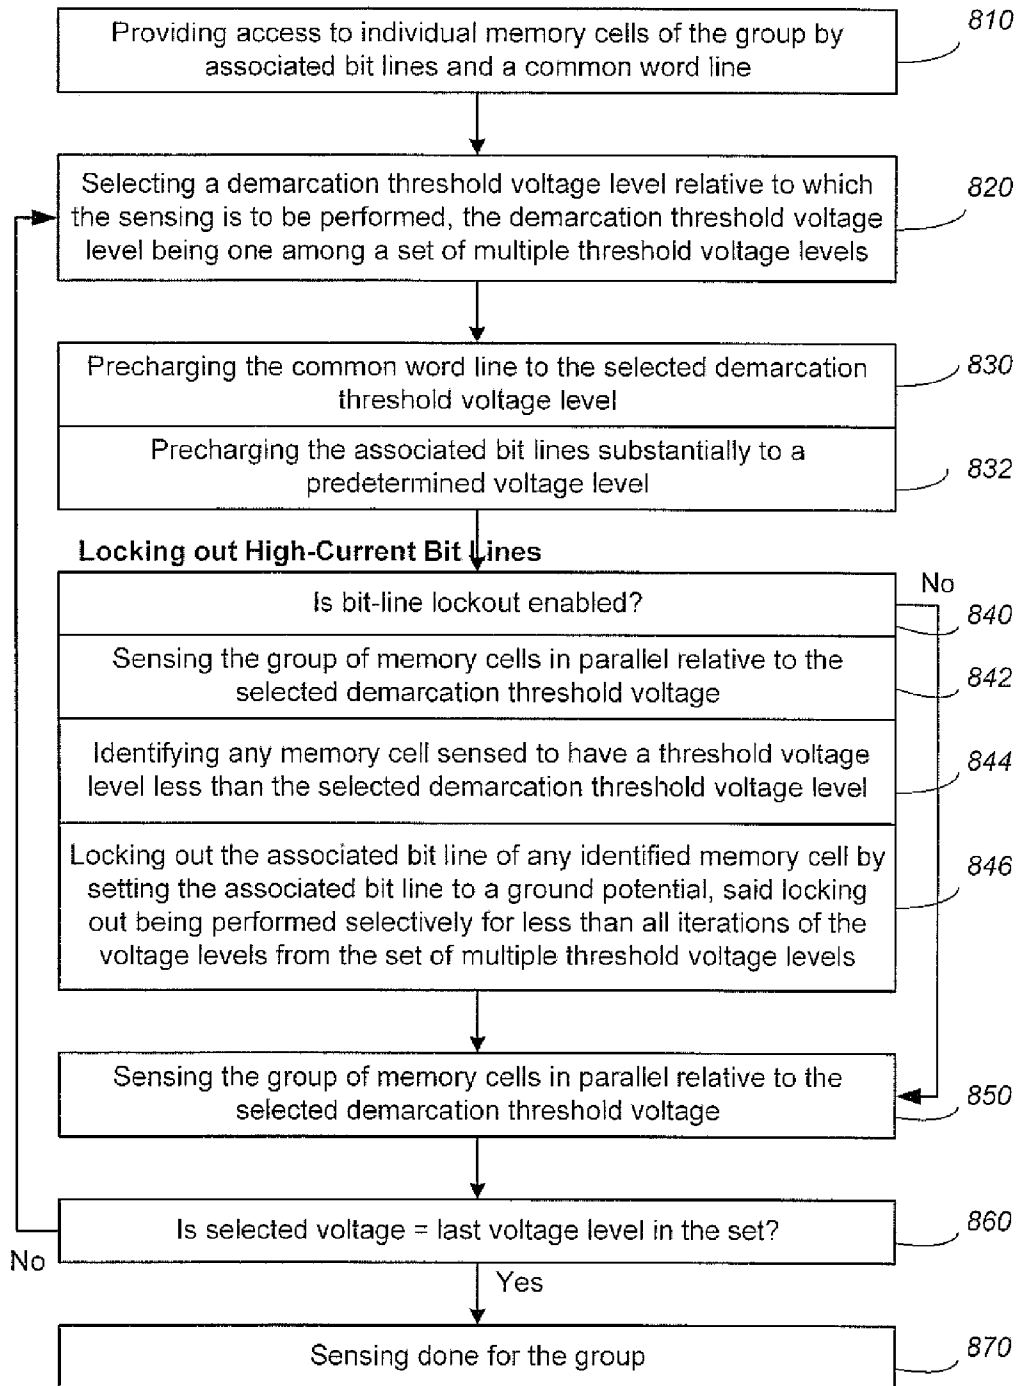 Providing access to individual memory cells of the group by
associated bit lines and a common word line
810
Selecting a demarcation threshold voltage level relative to which
the sensing is to be performed, the demarcation threshold voltage
level being one among a set of multiple threshold voltage levels
820
Precharging the common word line to the selected demarcation
threshold voltage level
830
Precharging the associated bit lines substantially to a
predetermined voltage level
832
Locking out High-Current Bit Lines
Is bit-line lockout enabled?
No
840
Sensing the group of memory cells in parallel relative to the
selected demarcation threshold voltage
842
Identifying any memory cell sensed to have a threshold voltage
level less than the selected demarcation threshold voltage level
844
Locking out the associated bit line of any identified memory cell by
setting the associated bit line to a ground potential, said locking
out being performed selectively for less than all iterations of the
voltage levels from the set of multiple threshold voltage levels
846
Sensing the group of memory cells in parallel relative to the
selected demarcation threshold voltage
850
Is selected voltage = last voltage level in the set?
860
No
Yes
Sensing done for the group
870